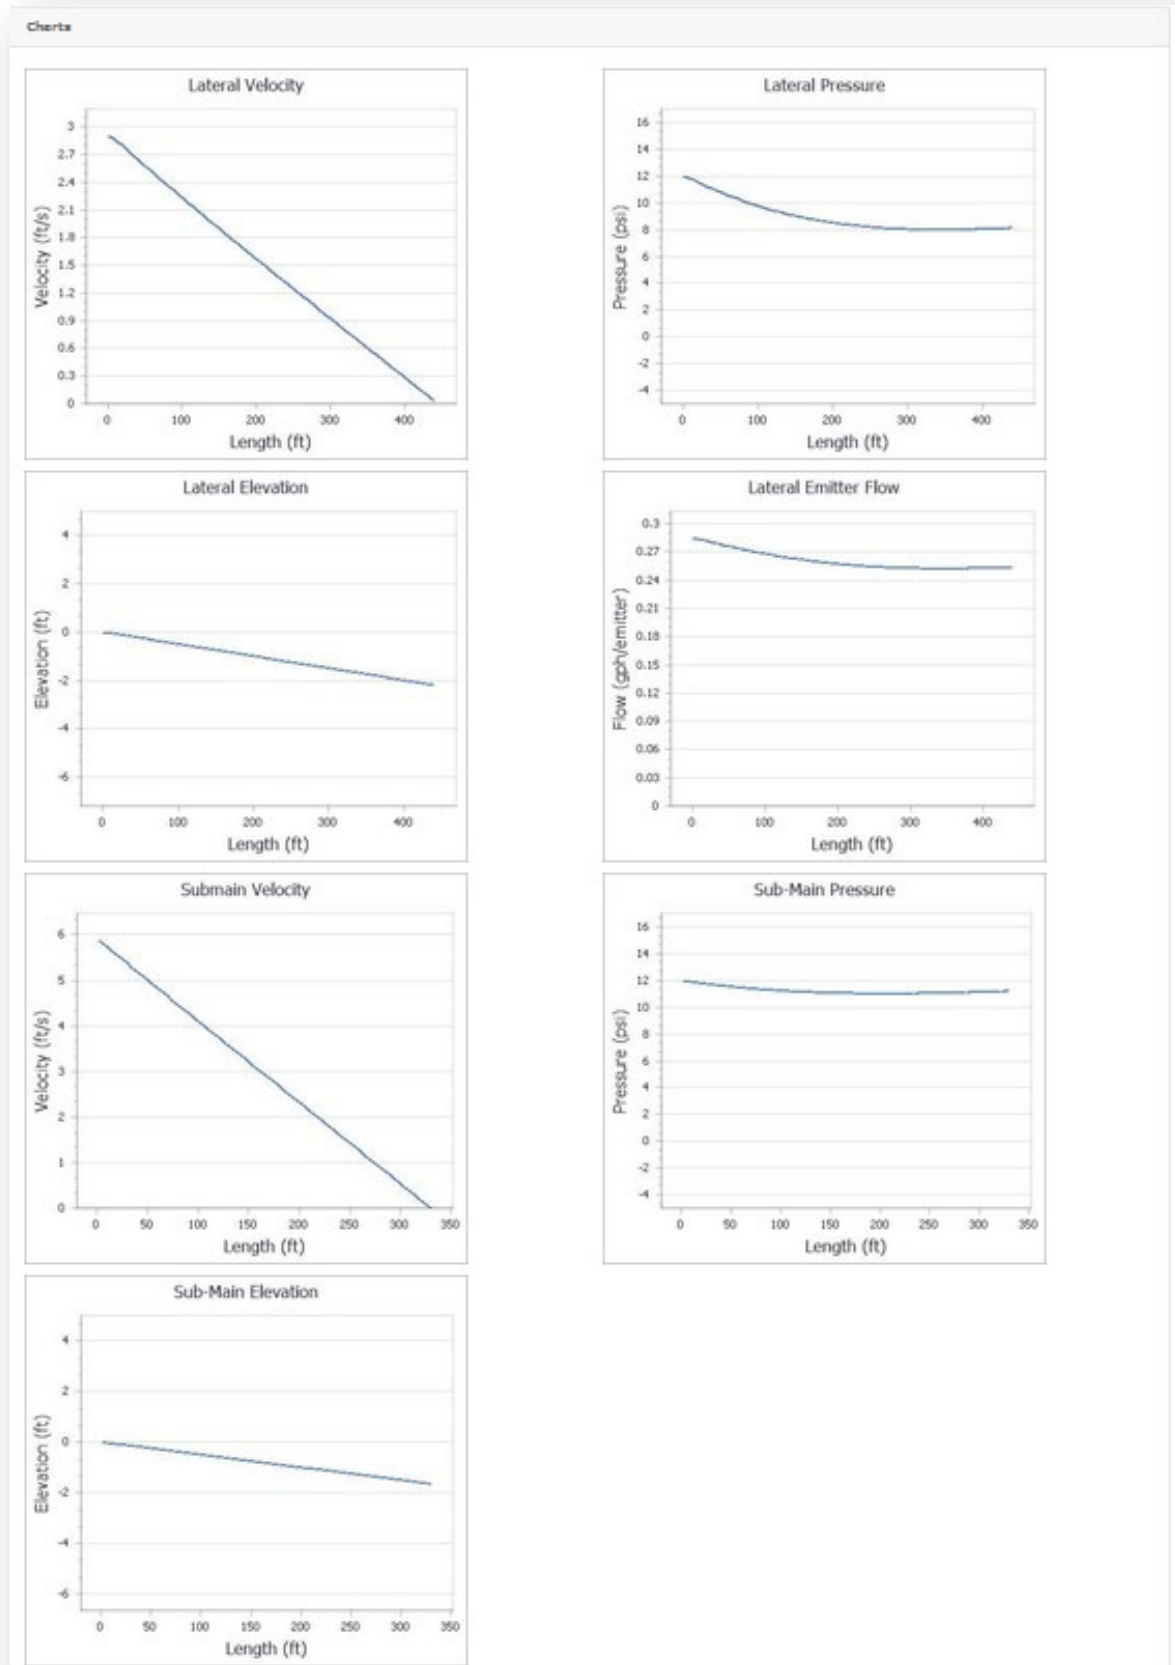 Charts
Lateral Velocity
3
2.7
2.4
2.1
1.8
1.5
1.2
0.9
0.6
0.3
0
Velocity (ft/s)
0 100 200 300 400
Length (ft)
Lateral Pressure
16
14
12
10
8
6
4
2
0
-2
-4
Pressure (psi)
0 100 200 300 400
Length (ft)
Lateral Elevation
4
2
0
-2
-4
-6
Elevation (ft)
0 100 200 300 400
Length (ft)
Lateral Emitter Flow
0.3
0.27
0.24
0.21
0.18
0.15
0.12
0.09
0.06
0.03
0
Flow (gph/emitter)
0 100 200 300 400
Length (ft)
Submain Velocity
6
5
4
3
2
1
0
Velocity (ft/s)
0 50 100 150 200 250 300 350
Length (ft)
Sub-Main Pressure
16
14
12
10
8
6
4
2
0
-2
-4
Pressure (psi)
0 50 100 150 200 250 300 350
Length (ft)
Sub-Main Elevation
4
2
0
-2
-4
-6
Elevation (ft)
0 50 100 150 200 250 300 350
Length (ft)